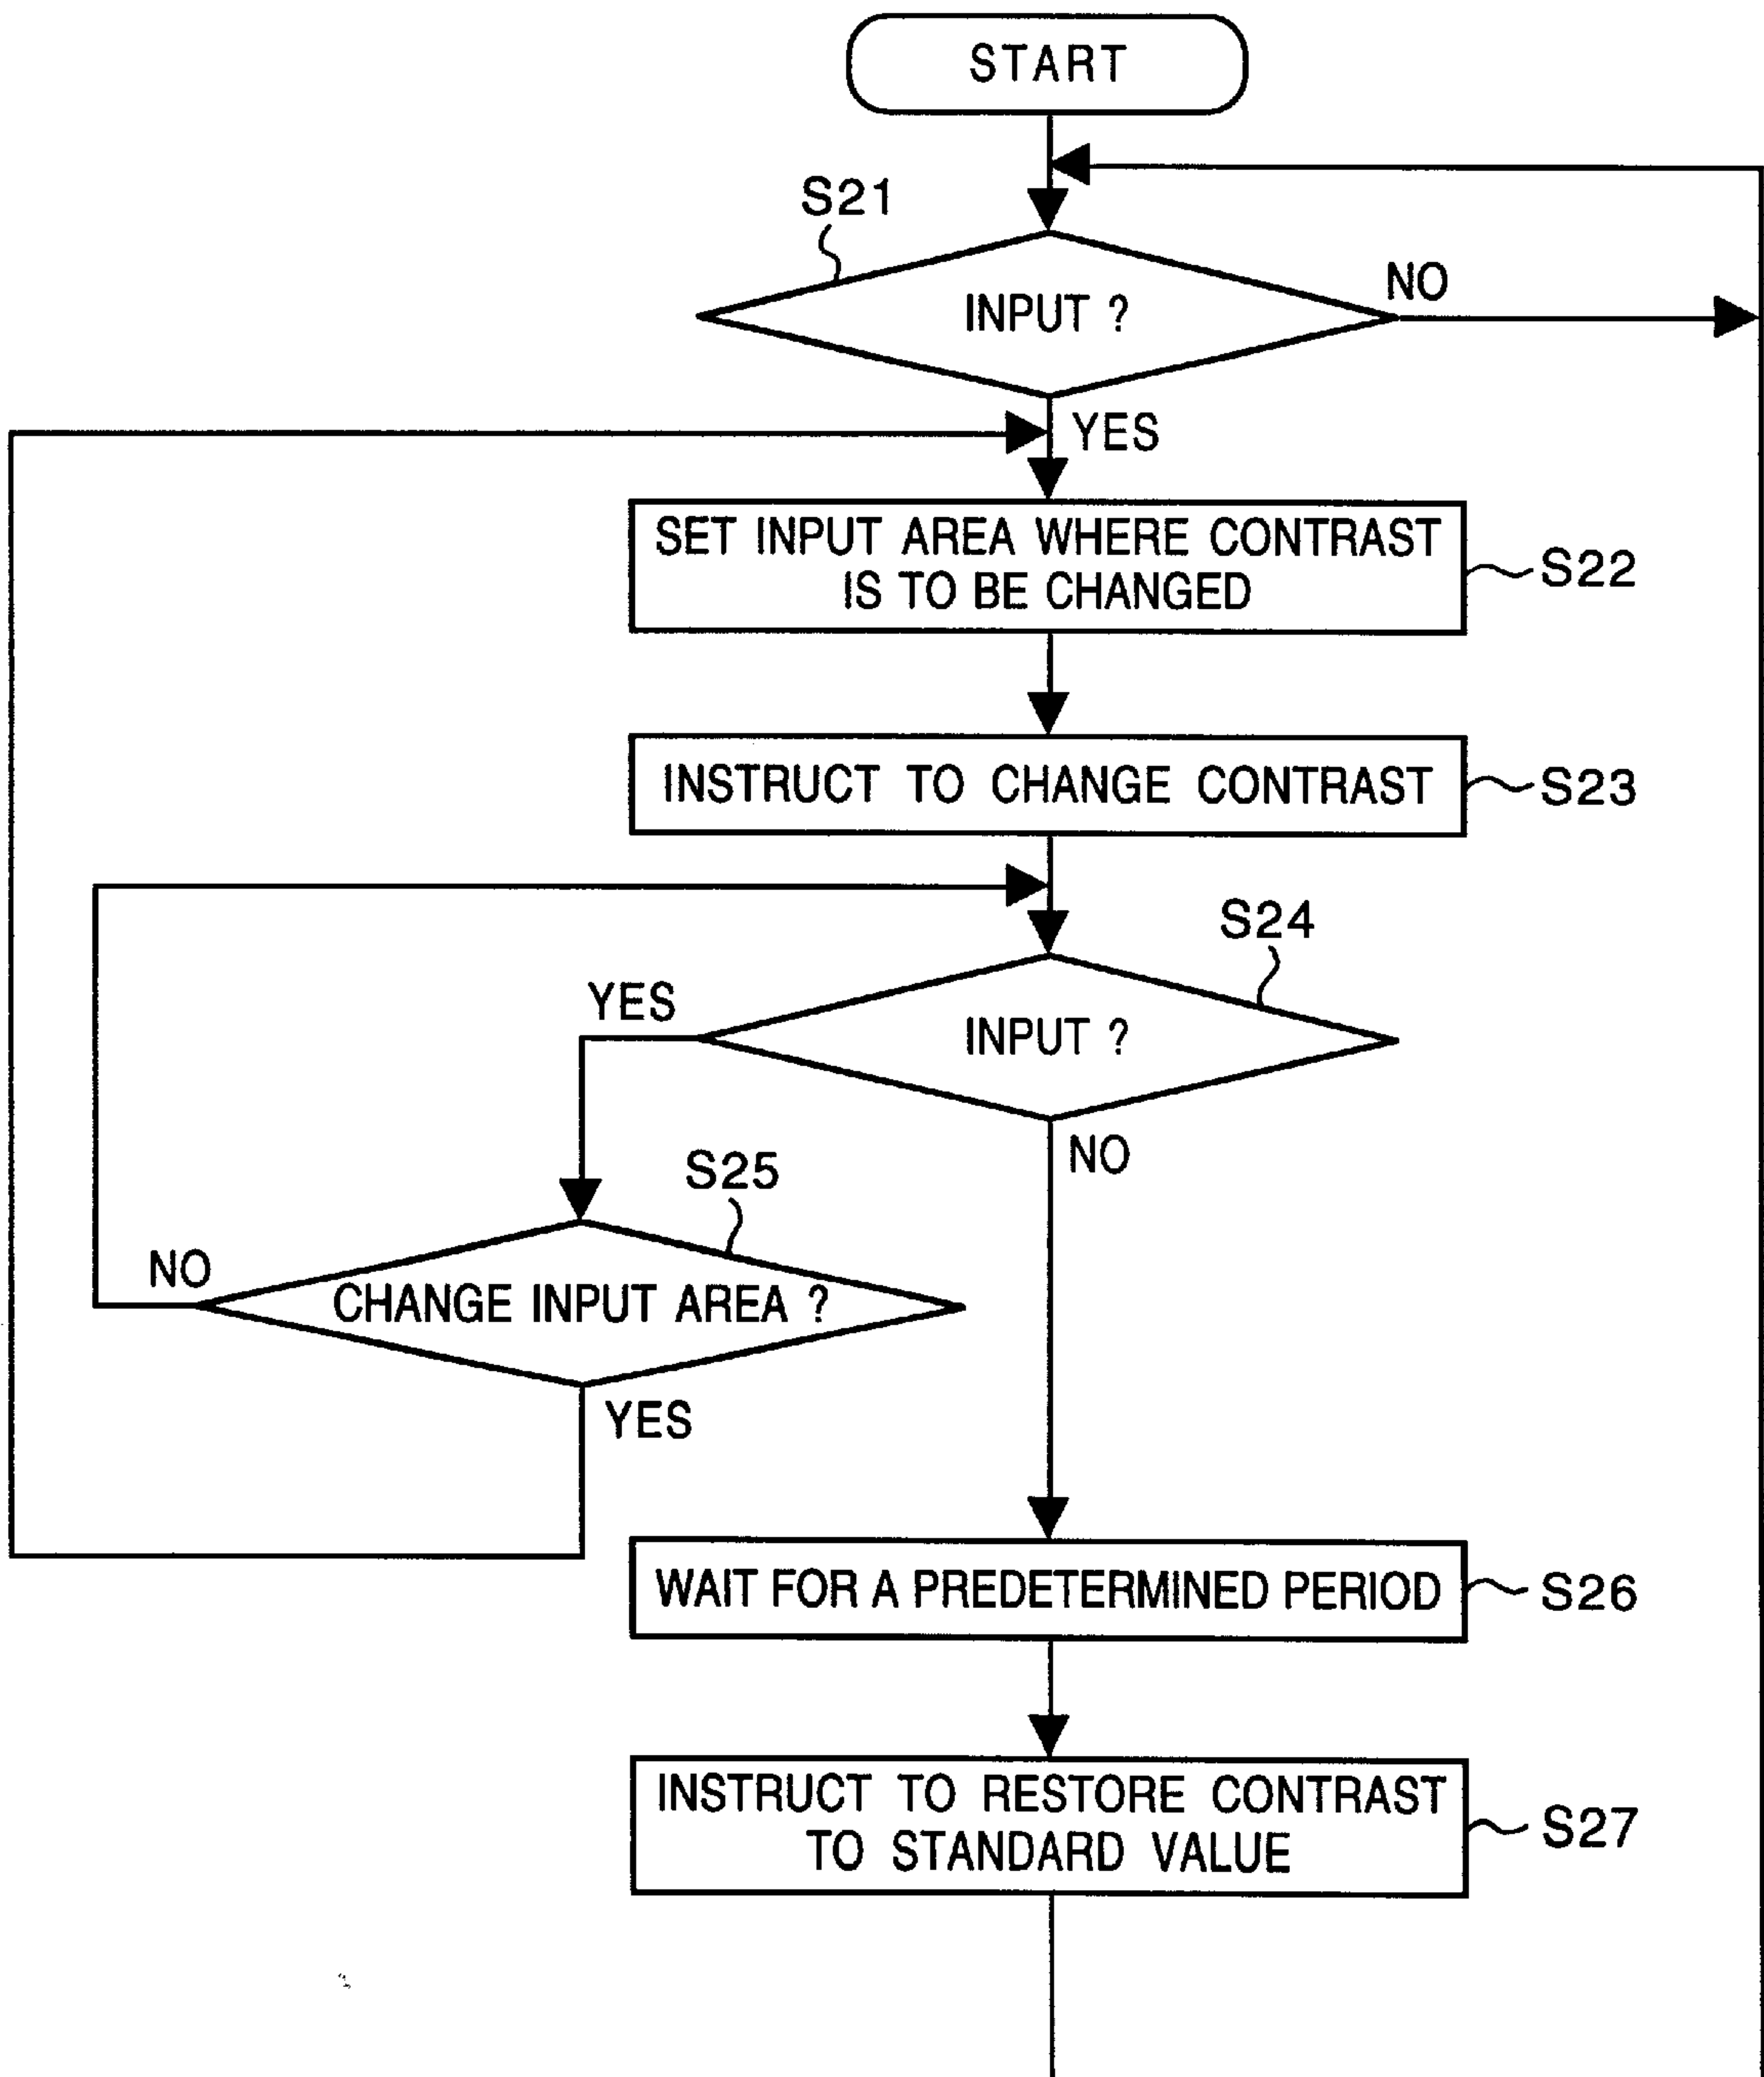 START
S21
INPUT ?
NO
YES
SET INPUT AREA WHERE CONTRAST
IS TO BE CHANGED
S22
INSTRUCT TO CHANGE CONTRAST
S23
S24
YES
INPUT ?
NO
S25
NO
CHANGE INPUT AREA ?
YES
WAIT FOR A PREDETERMINED PERIOD
S26
INSTRUCT TO RESTORE CONTRAST
TO STANDARD VALUE
S27